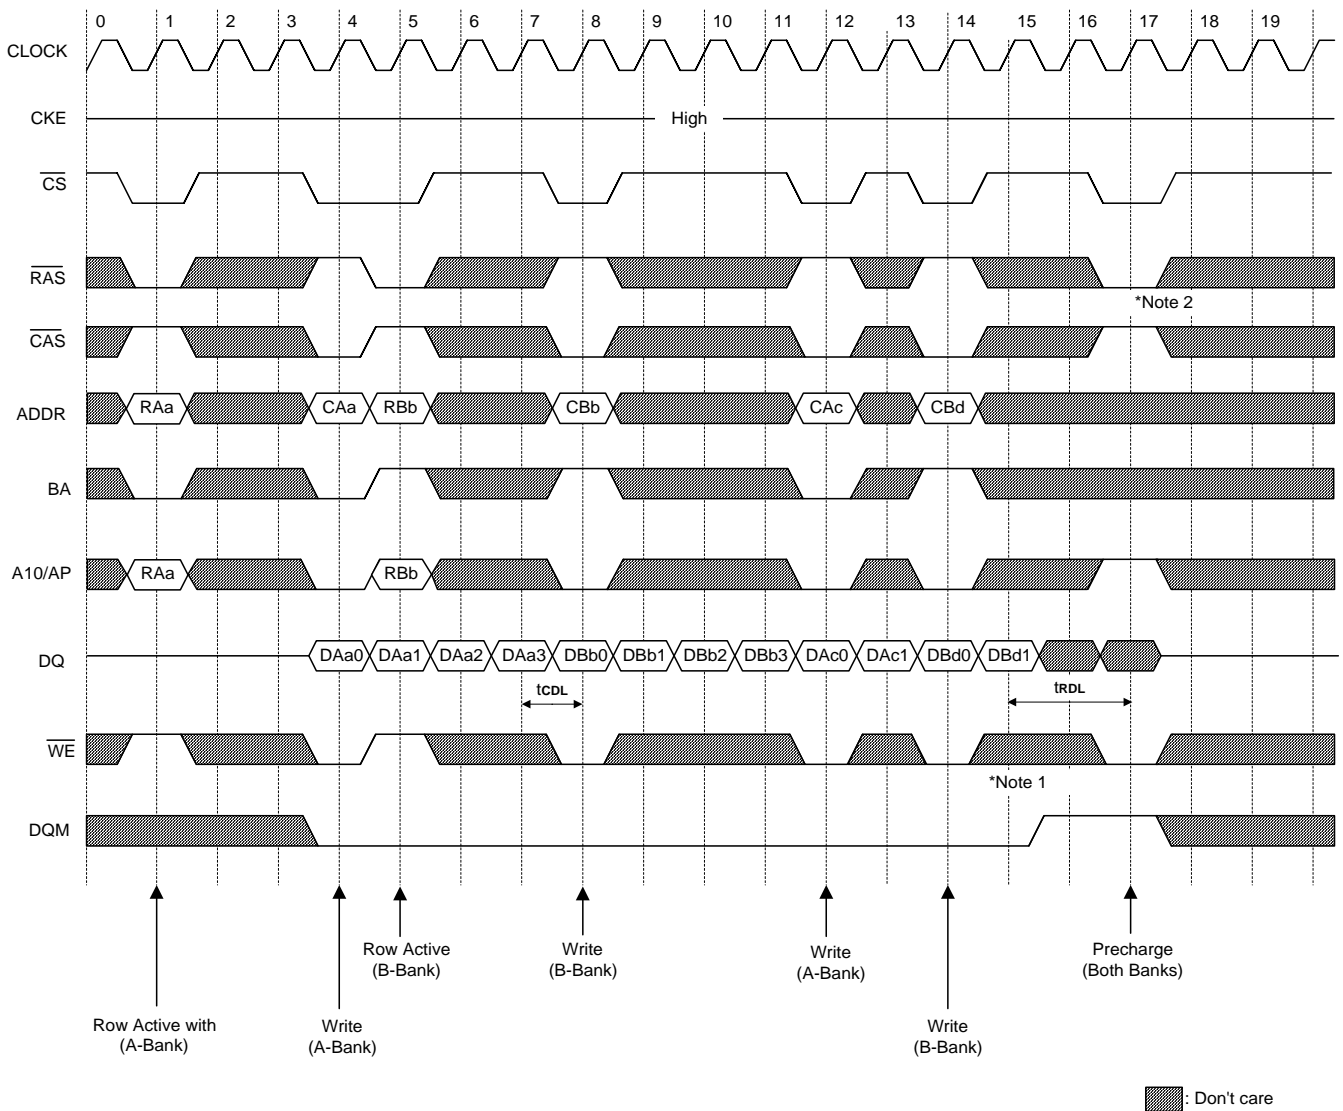 0 1 2 3 4 5 6 7 8 9 10 11 12 13 14 15 16 17 18 19
CLOCK
CKE High
CS
RAS
*Note 2
CAS
ADDR RAa CAa RBb CBb CAc CBd
BA
A10/AP RAa RBb
DQ DAa0 DAa1 DAa2 DAa3 DBb0 DBb1 DBb2 DBb3 DAc0 DAc1 DBd0 DBd1
tCDL tRDL
WE
*Note 1
DQM
Row Active
(B-Bank)
Write
(B-Bank)
Write
(A-Bank)
Precharge
(Both Banks)
Row Active with
(A-Bank)
Write
(A-Bank)
Write
(B-Bank)
: Don't care